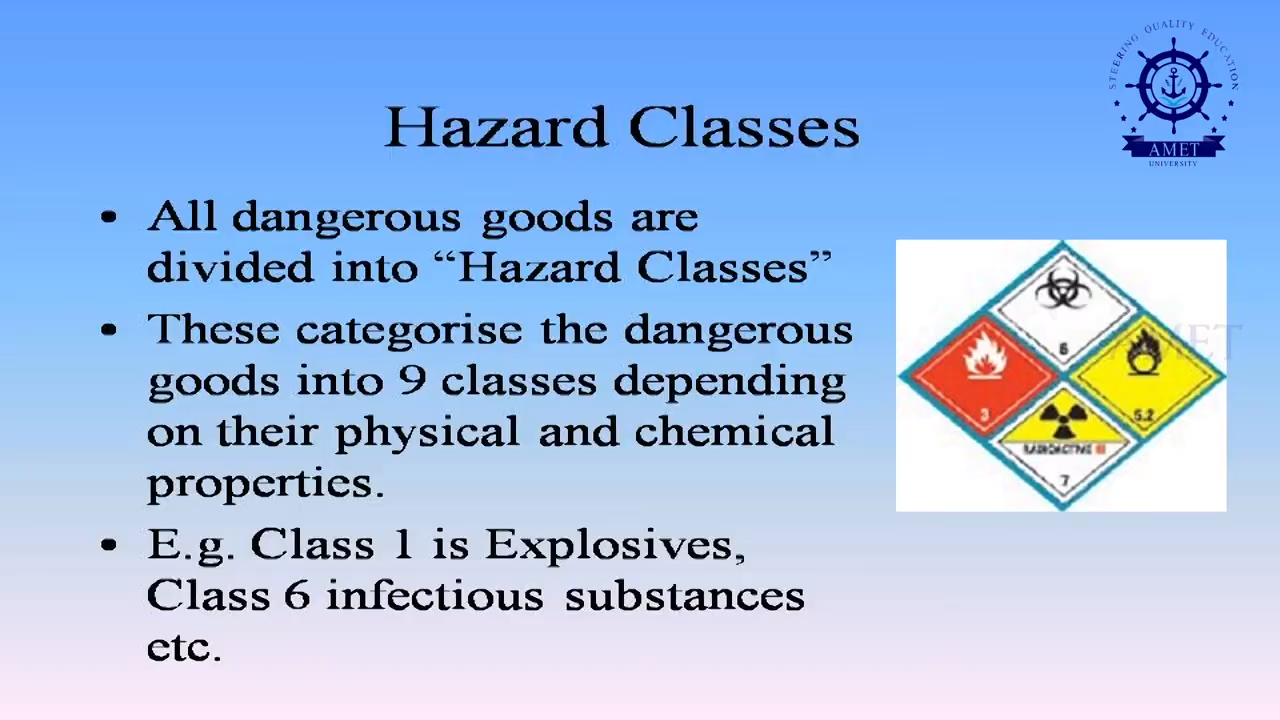 STEERING QUALITY EDUCATION
AMET
UNIVERSITY
Hazard Classes
• All dangerous goods are
divided into “Hazard Classes”
• These categorise the dangerous
goods into 9 classes depending
on their physical and chemical
properties.
• E.g. Class 1 is Explosives,
Class 6 infectious substances
etc.
6
3
5.2
RADIOACTIVE III
7
AMET